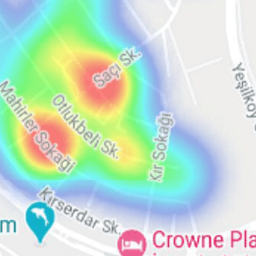 Saçı Sk.
Yeşilköy
Mahirler Sokağı
Otlukbeli Sk.
Kır Sokağı
Kırserdar Sk.
m
Crowne Pla